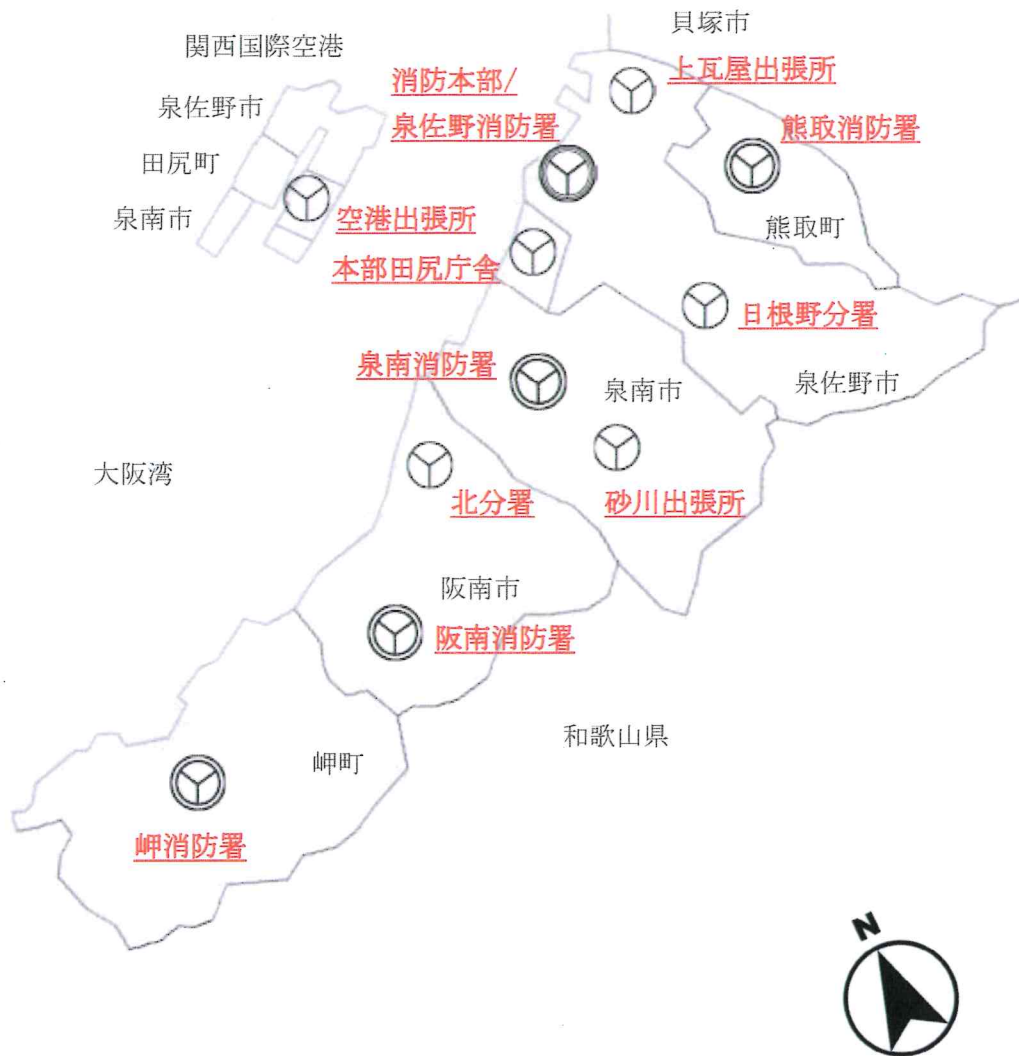 貝塚市
関西国際空港
上瓦屋出張所
消防本部/
泉佐野消防署
泉佐野市
熊取消防署
田尻町
泉南市
空港出張所
熊取町
本部田尻庁舎
日根野分署
泉南消防署
泉南市
泉佐野市
大阪湾
北分署
砂川出張所
阪南市
阪南消防署
和歌山県
岬町
岬消防署
N